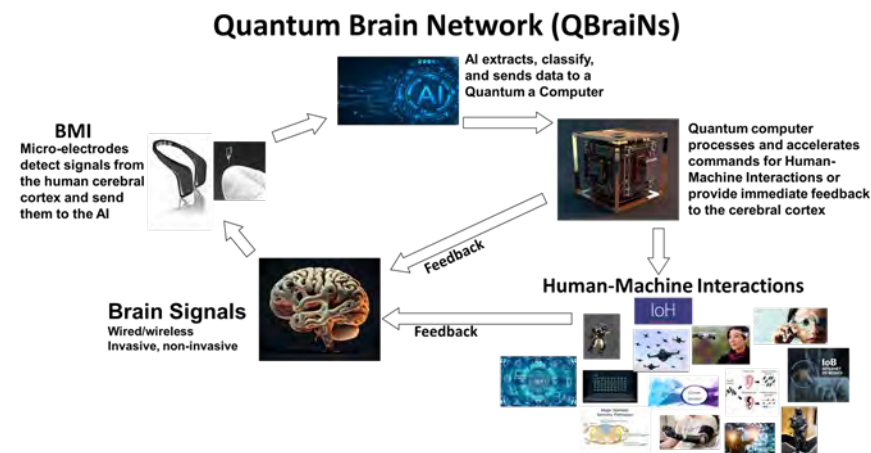 Quantum Brain Network (QBraiNs)
AI extracts, classify,
and sends data to a
Quantum a Computer
AI
BMI
Micro-electrodes
detect signals from
the human cerebral
cortex and send
them to the AI
Quantum computer
processes and accelerates
commands for Human-
Machine Interactions or
provide immediate feedback
to the cerebral cortex
Feedback
Human-Machine Interactions
Brain Signals
Wired/wireless
Invasive, non-invasive
Feedback
IoH
IoB